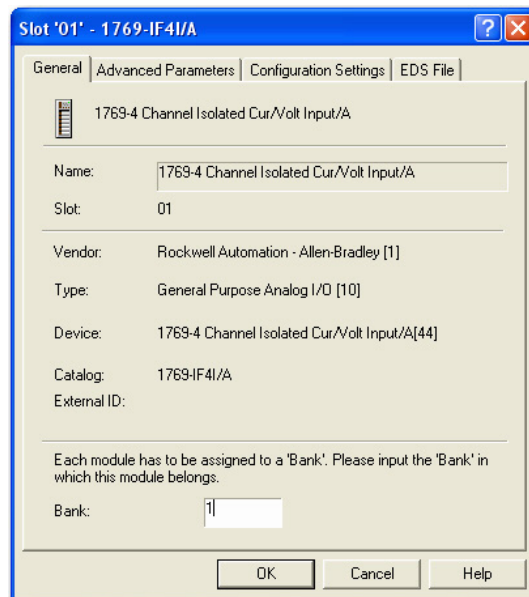 Slot '01' - 1769-IF4I/A
General
Advanced Parameters
Configuration Settings
EDS File
1769-4 Channel Isolated Cur/Volt Input/A
Name: 1769-4 Channel Isolated Cur/Volt Input/A
Slot: 01
Vendor: Rockwell Automation - Allen-Bradley [1]
Type: General Purpose Analog I/O [10]
Device: 1769-4 Channel Isolated Cur/Volt Input/A[44]
Catalog: 1769-IF4I/A
External ID:
Each module has to be assigned to a 'Bank'. Please input the 'Bank' in
which this module belongs.
Bank: 1
OK
Cancel
Help